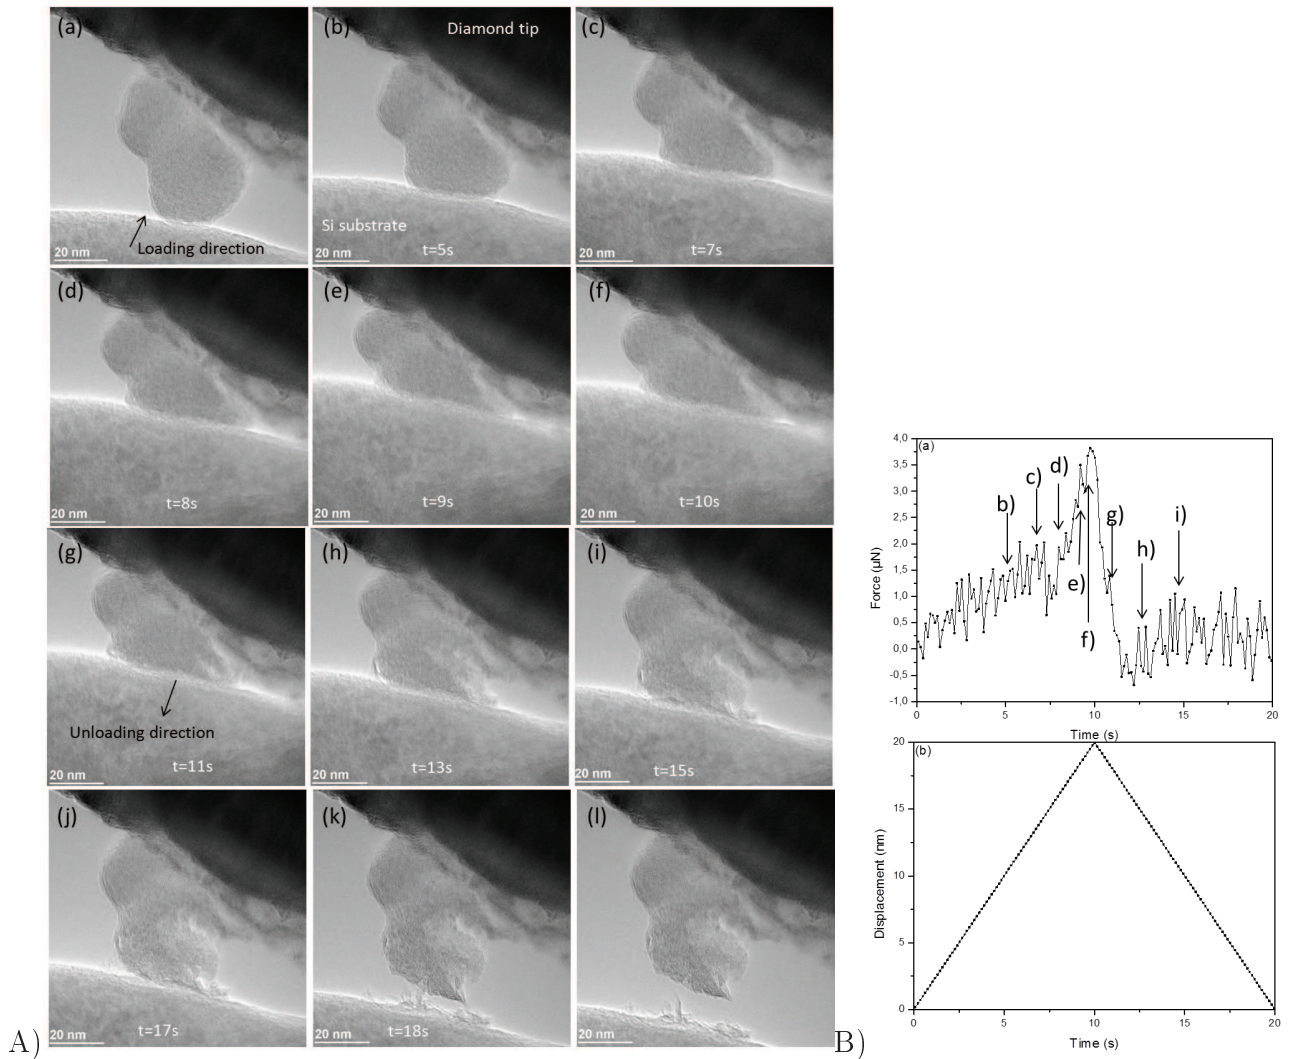 (a)
20 nm
Loading direction
(b)
Diamond tip
Si substrate
20 nm
t=5s
(c)
20 nm
t=7s
(d)
20 nm
t=8s
(e)
20 nm
t=9s
(f)
20 nm
t=10s
(g)
Unloading direction
20 nm
t=11s
(h)
20 nm
t=13s
(i)
20 nm
t=15s
(j)
20 nm
t=17s
(k)
20 nm
t=18s
(l)
20 nm
A)
(a)
4,0
3,5
3,0
2,5
2,0
1,5
1,0
0,5
0,0
-0,5
-1,0
Force (µN)
b)
c)
d)
e)
f)
g)
h)
i)
0 5 10 15 20
Time (s)
(b)
20
15
10
5
0
Displacement (nm)
0 5 10 15 20
Time (s)
B)